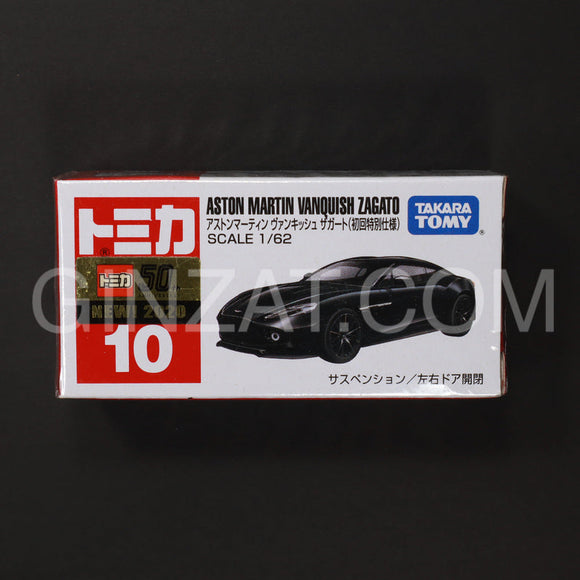 トミカ
ASTON MARTIN VANQUISH ZAGATO
アストンマーティン ヴァンキッシュ ザガート(初回特別仕様)
SCALE 1/62
TAKARA
TOMY
トミカ 50
NEW! 2020
10
サスペンション/左右ドア開閉
GINZAT.COM